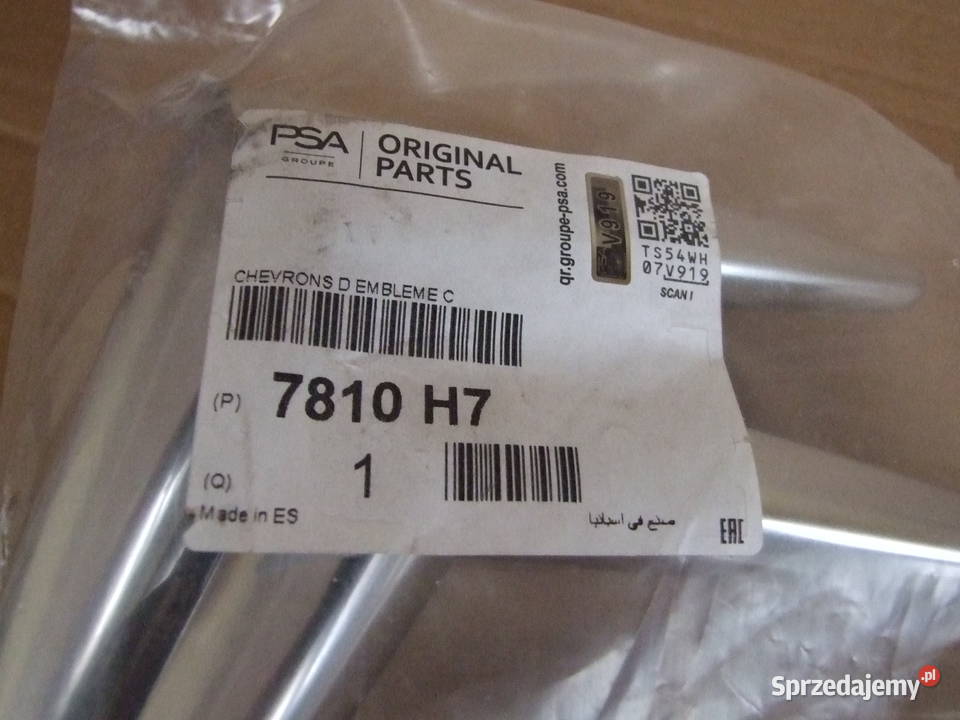 PSA
GROUPE
ORIGINAL
PARTS
qr.groupe-psa.com
V919
TS54WH
07V919
SCAN !
CHEVRONS D EMBLEME C
(P) 7810 H7
(Q) 1
Made in ES
صنع في اسبانيا
EAC
Sprzedajemy.pl